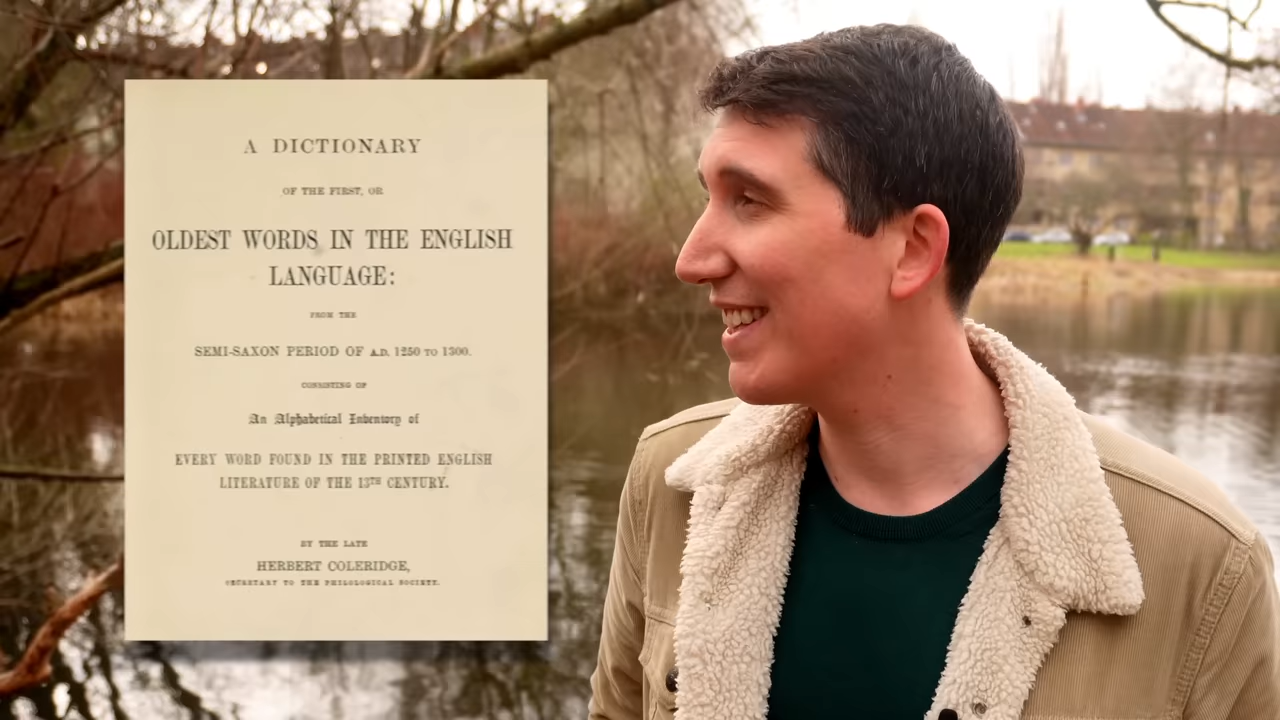 A DICTIONARY
OF THE FIRST, OR
OLDEST WORDS IN THE ENGLISH
LANGUAGE:
FROM THE
SEMI-SAXON PERIOD OF A.D. 1250 TO 1300.
CONSISTING OF
An Alphabetical Inventory of
EVERY WORD FOUND IN THE PRINTED ENGLISH
LITERATURE OF THE 13TH CENTURY.
BY THE LATE
HERBERT COLERIDGE,
SECRETARY TO THE PHILOLOGICAL SOCIETY.